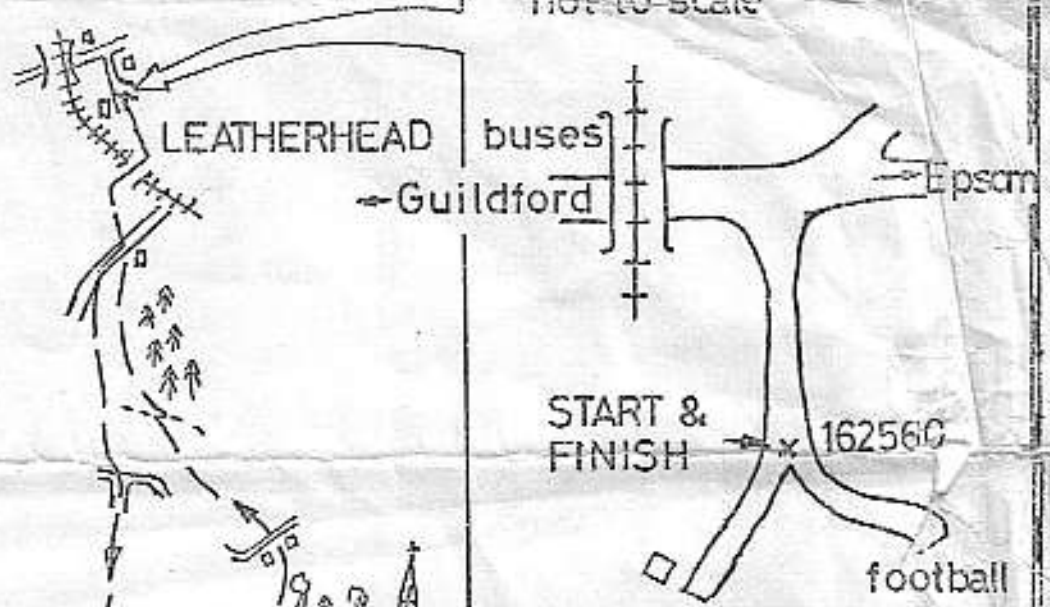 not to scale
LEATHERHEAD
buses
Guildford
Epsom
START &
FINISH
162560
football